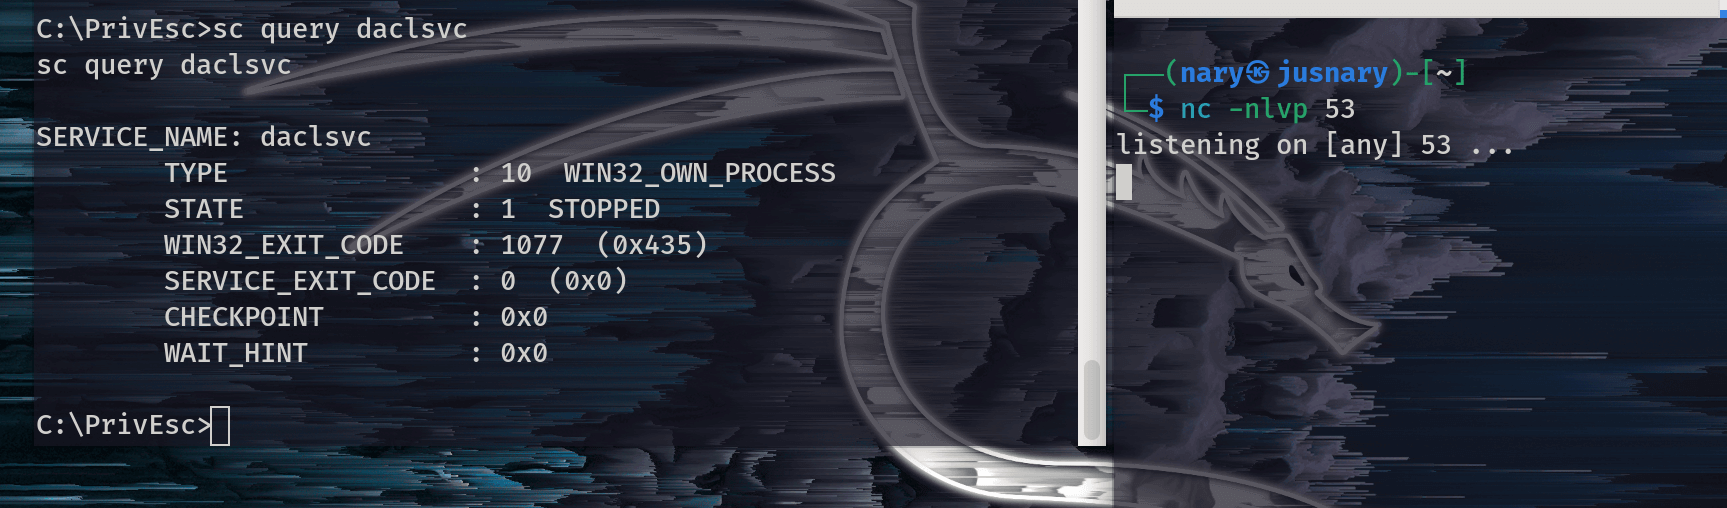 C:\PrivEsc>sc query daclsvc
sc query daclsvc
SERVICE_NAME: daclsvc
TYPE : 10 WIN32_OWN_PROCESS
STATE : 1 STOPPED
WIN32_EXIT_CODE : 1077 (0x435)
SERVICE_EXIT_CODE : 0 (0x0)
CHECKPOINT : 0x0
WAIT_HINT : 0x0
C:\PrivEsc>
┌──(nary㉿jusnary)-[~]
└─$ nc -nlvp 53
listening on [any] 53 ...